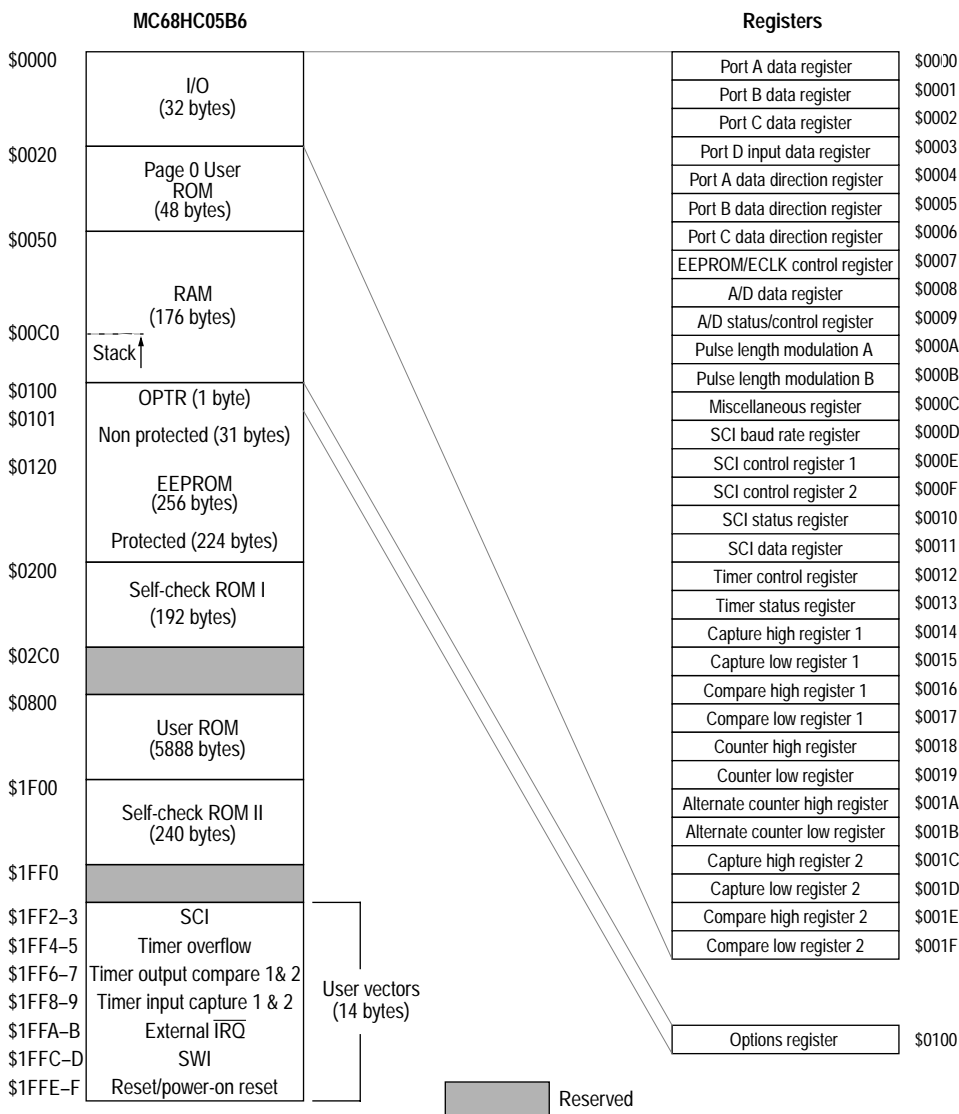 MC68HC05B6
$0000
I/O
(32 bytes)
$0020
Page 0 User
ROM
(48 bytes)
$0050
RAM
(176 bytes)
$00C0
Stack
$0100
OPTR (1 byte)
$0101
Non protected (31 bytes)
$0120
EEPROM
(256 bytes)
Protected (224 bytes)
$0200
Self-check ROM I
(192 bytes)
$02C0
$0800
User ROM
(5888 bytes)
$1F00
Self-check ROM II
(240 bytes)
$1FF0
$1FF2–3 SCI
$1FF4–5 Timer overflow
$1FF6–7 Timer output compare 1& 2
$1FF8–9 Timer input capture 1 & 2
$1FFA–B External IRQ
$1FFC–D SWI
$1FFE–F Reset/power-on reset
User vectors
(14 bytes)
Registers
Port A data register $0000
Port B data register $0001
Port C data register $0002
Port D input data register $0003
Port A data direction register $0004
Port B data direction register $0005
Port C data direction register $0006
EEPROM/ECLK control register $0007
A/D data register $0008
A/D status/control register $0009
Pulse length modulation A $000A
Pulse length modulation B $000B
Miscellaneous register $000C
SCI baud rate register $000D
SCI control register 1 $000E
SCI control register 2 $000F
SCI status register $0010
SCI data register $0011
Timer control register $0012
Timer status register $0013
Capture high register 1 $0014
Capture low register 1 $0015
Compare high register 1 $0016
Compare low register 1 $0017
Counter high register $0018
Counter low register $0019
Alternate counter high register $001A
Alternate counter low register $001B
Capture high register 2 $001C
Capture low register 2 $001D
Compare high register 2 $001E
Compare low register 2 $001F
Options register $0100
Reserved